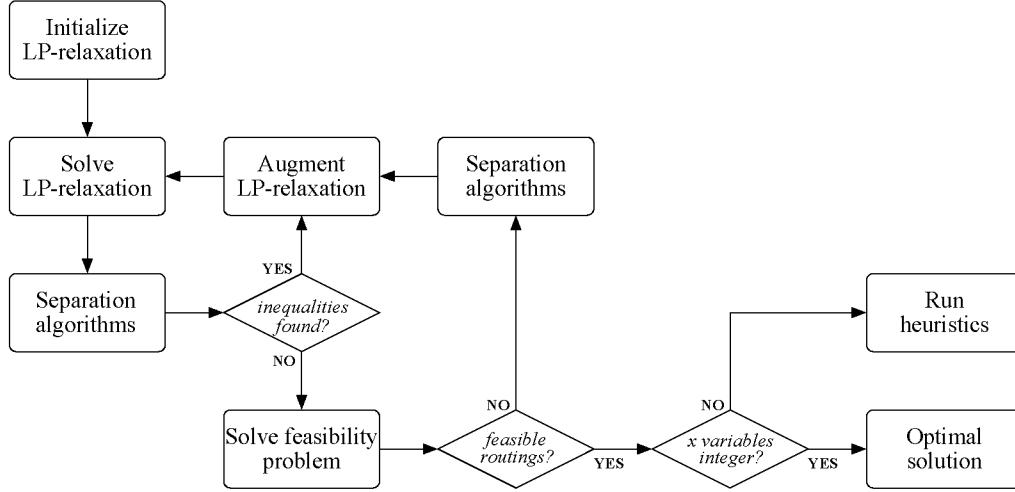 Initialize
LP-relaxation
Solve
LP-relaxation
Augment
LP-relaxation
Separation
algorithms
Separation
algorithms
YES
inequalities
found?
NO
Run
heuristics
Solve feasibility
problem
NO
feasible
routings?
YES
NO
x variables
integer?
YES
Optimal
solution